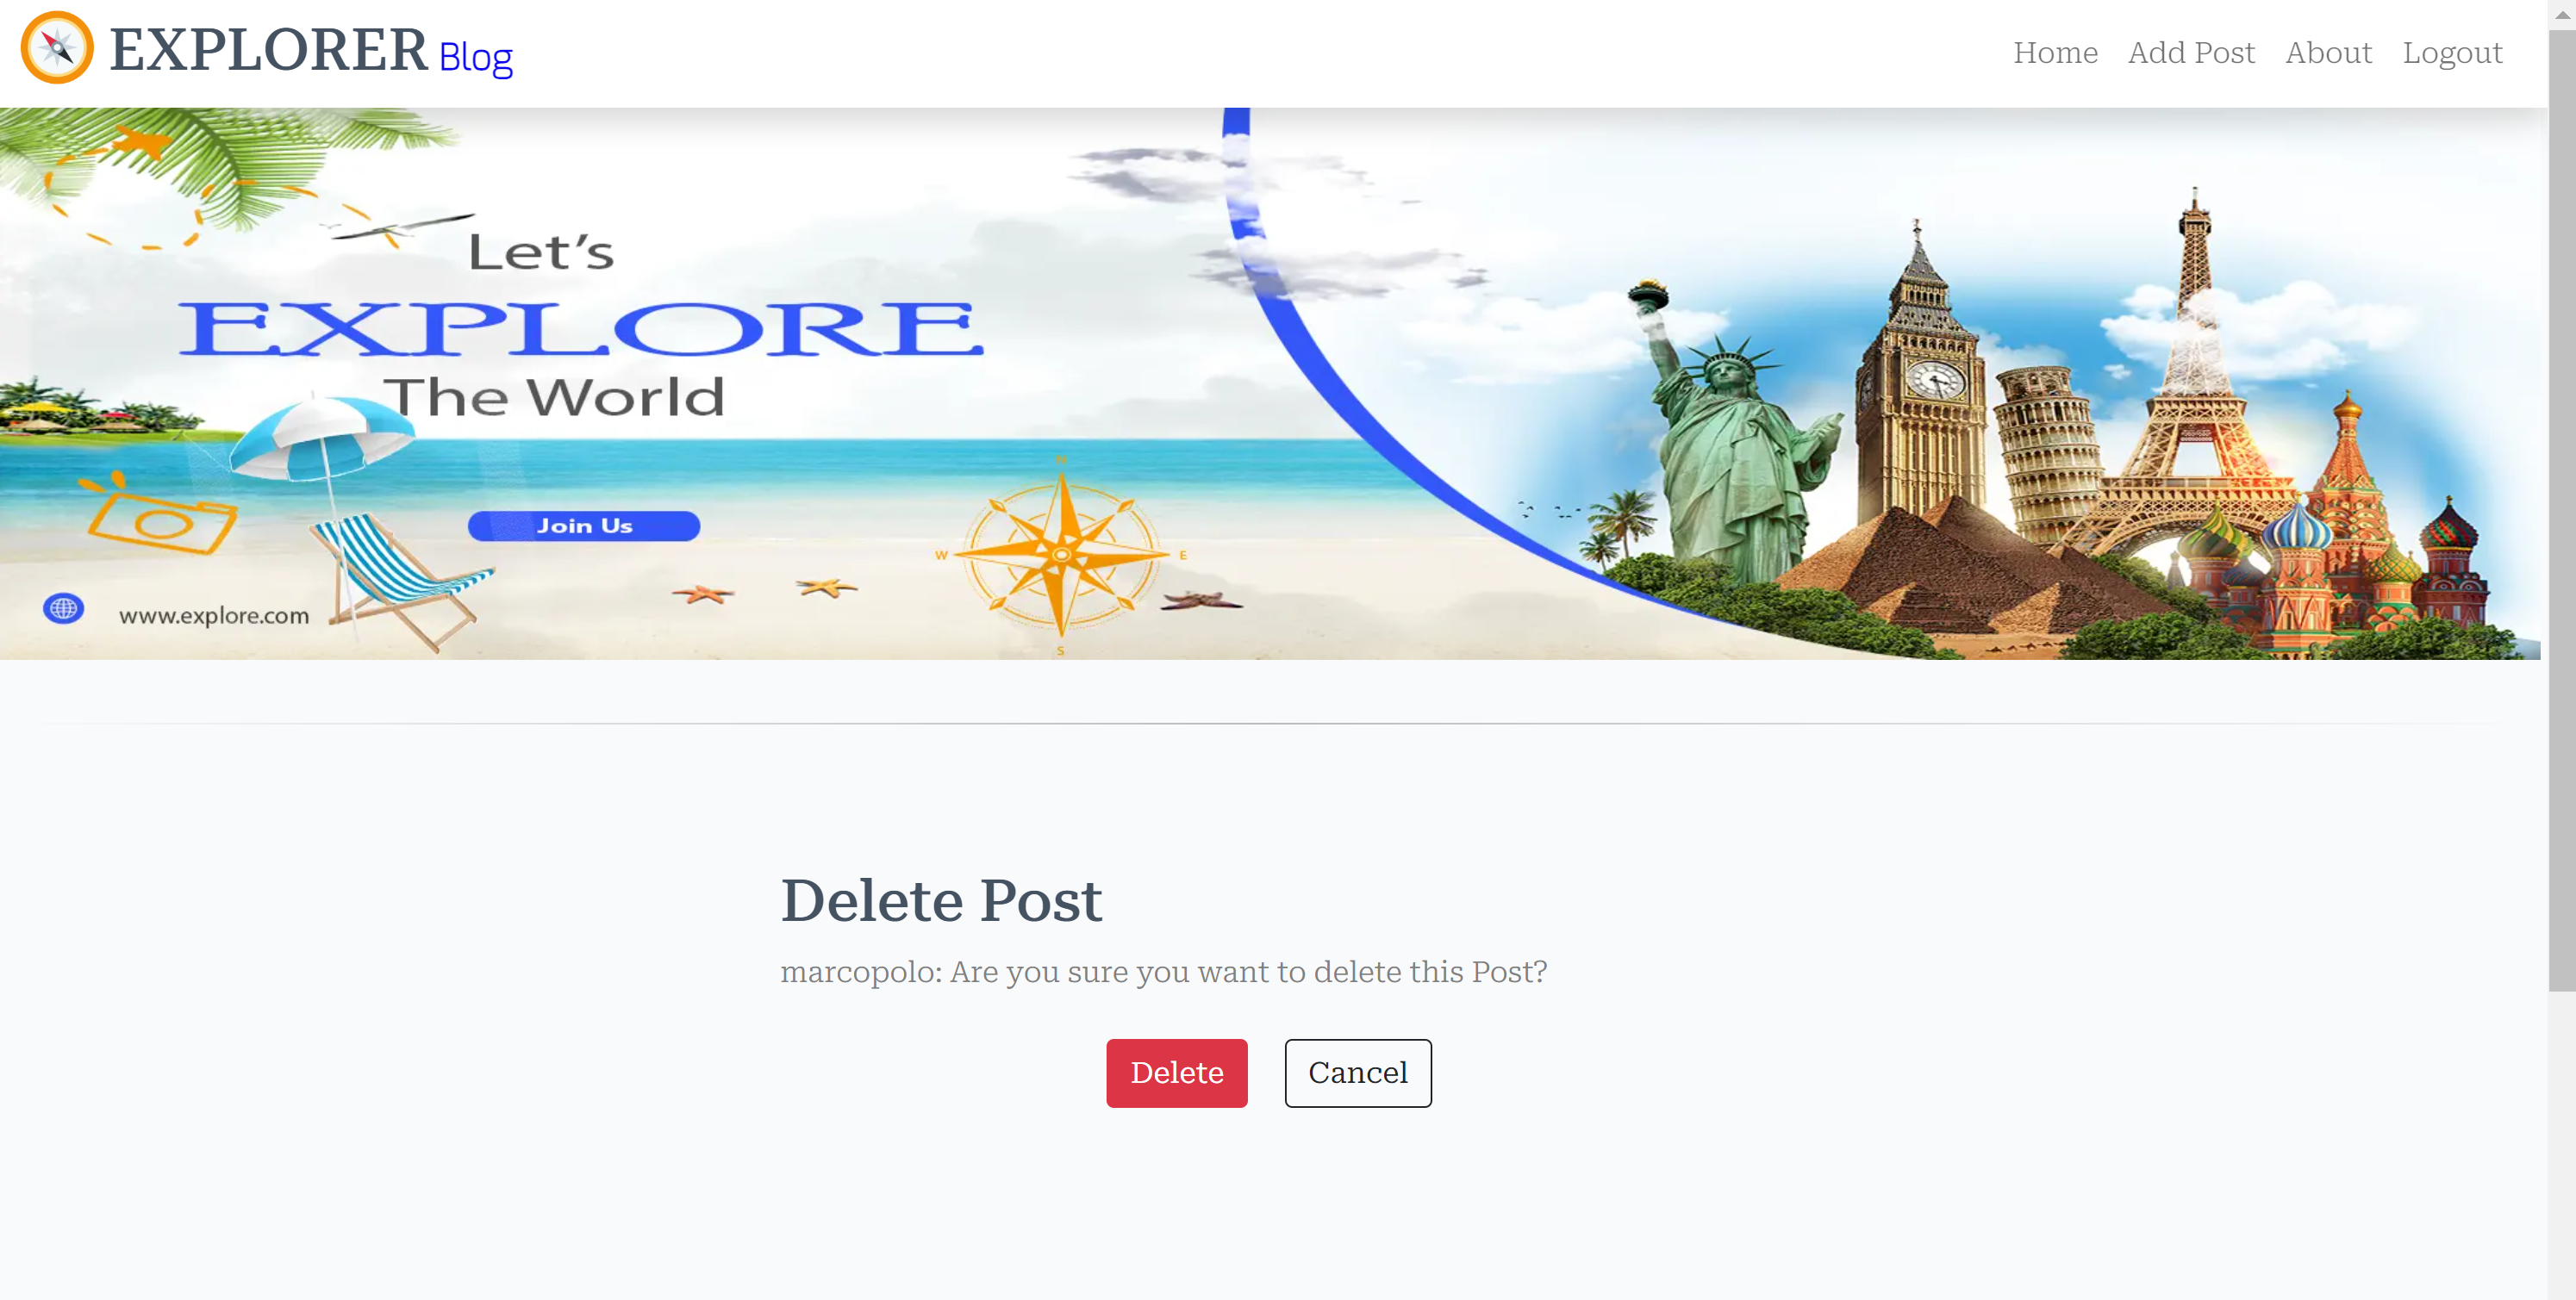 EXPLORER Blog
Home Add Post About Logout
Let's
EXPLORE
The World
Join Us
N
W E
S
www.explore.com
Delete Post
marcopolo: Are you sure you want to delete this Post?
Delete Cancel